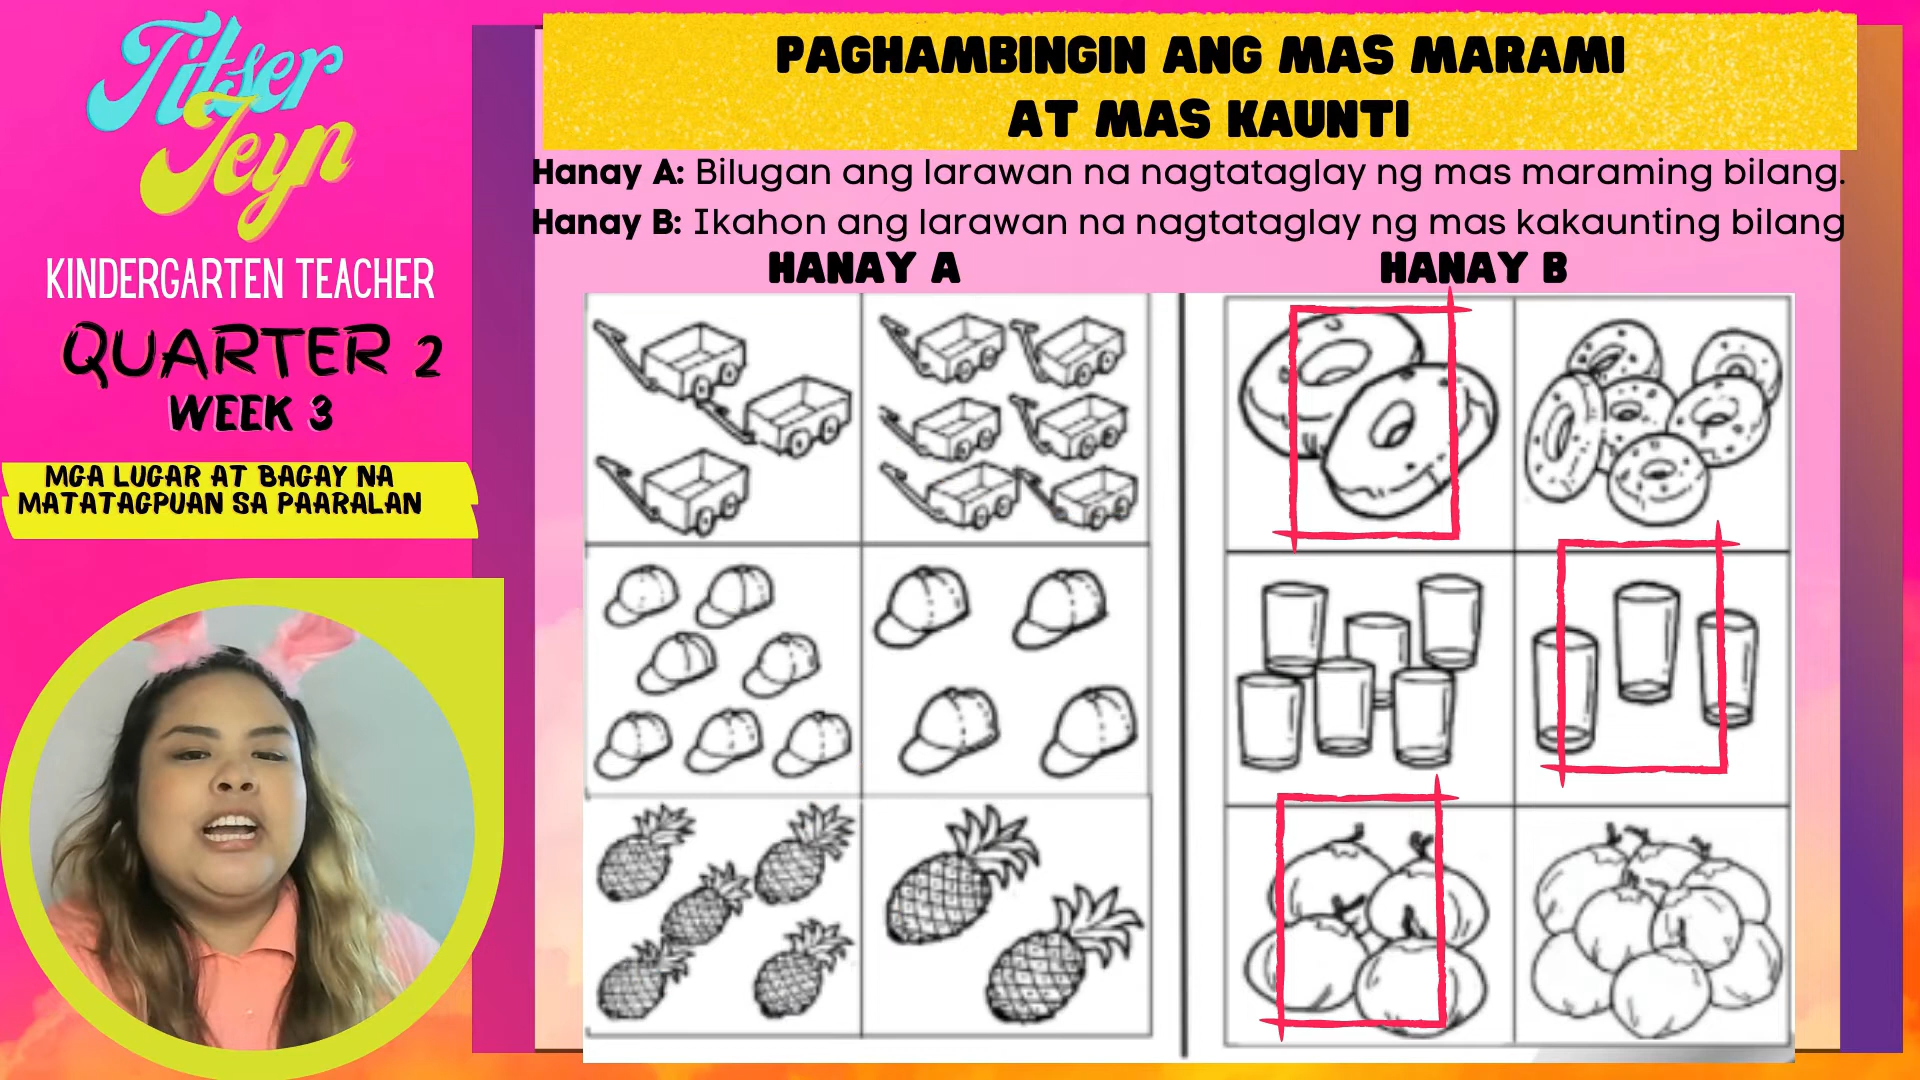 Titser
Jeyn
KINDERGARTEN TEACHER
QUARTER 2
WEEK 3
MGA LUGAR AT BAGAY NA
MATATAGPUAN SA PAARALAN
PAGHAMBINGIN ANG MAS MARAMI
AT MAS KAUNTI
Hanay A: Bilugan ang larawan na nagtataglay ng mas maraming bilang.
Hanay B: Ikahon ang larawan na nagtataglay ng mas kakaunting bilang
HANAY A
HANAY B